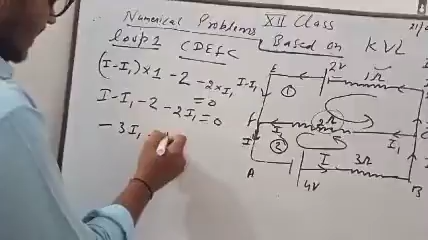 Numerical Problems XII Class
Based on KVL
Loop 1 CDEFC
(I-I₁)×1 -2 -2×I₁
=0
I-I₁-2-2I₁=0
-3I₁
I-I₁
E
2V
1Ω
①
F
I₁
2Ω
I₁
C
②
I
I
3Ω
A
4V
B